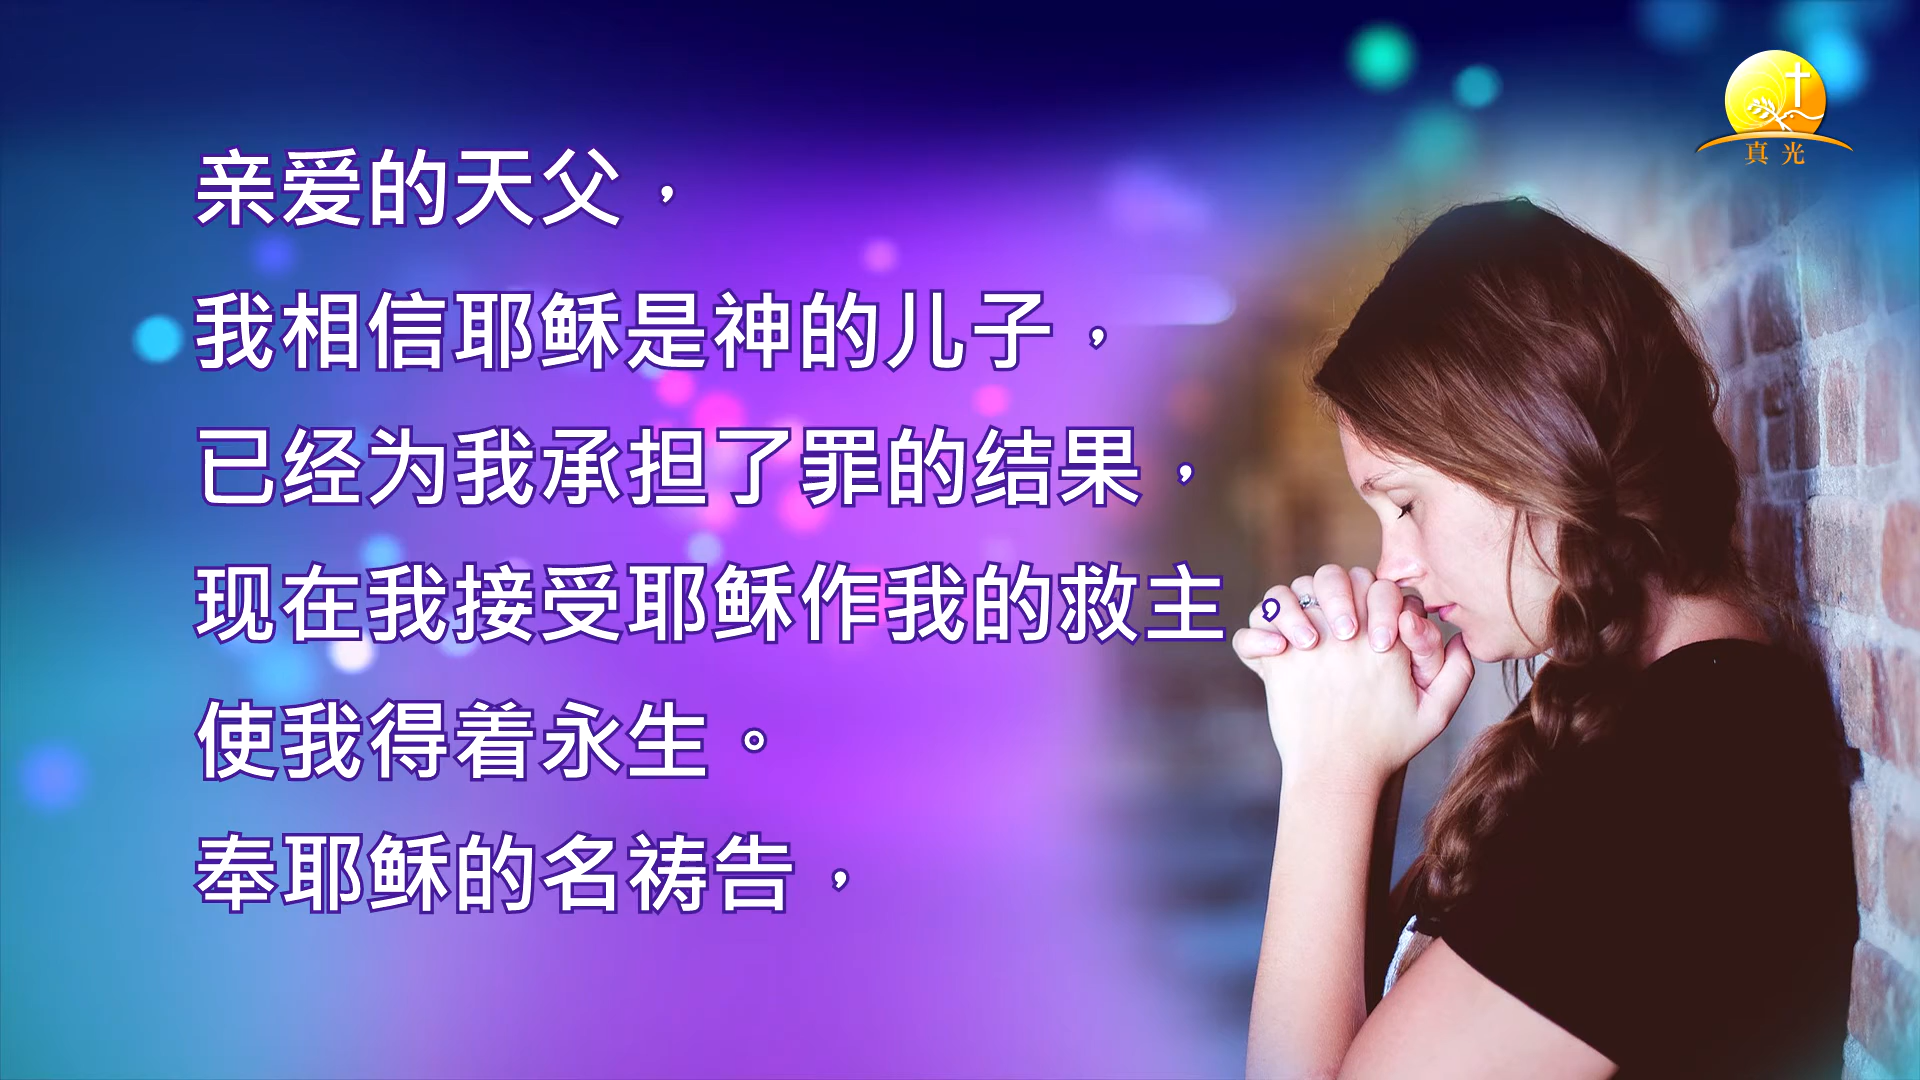 真光
亲爱的天父，
我相信耶稣是神的儿子，
已经为我承担了罪的结果，
现在我接受耶稣作我的救主，
使我得着永生。
奉耶稣的名祷告，